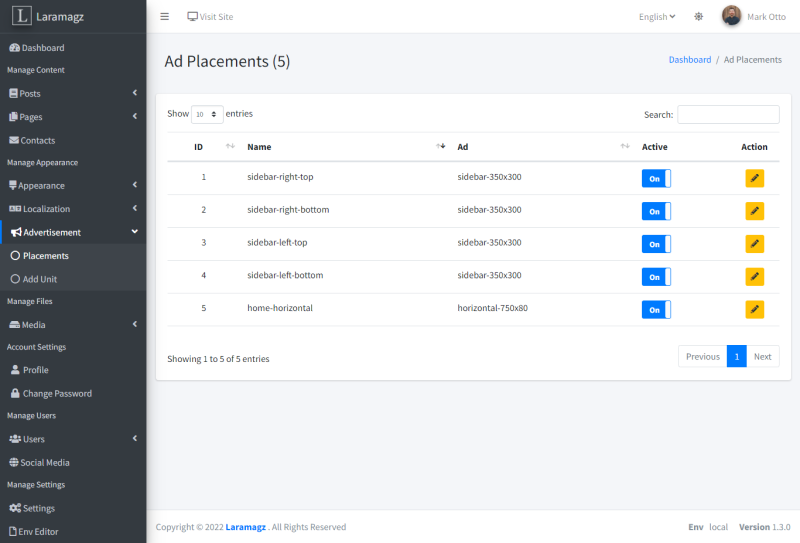 L Laramagz
Visit Site
English
Mark Otto
Dashboard
Manage Content
Posts
Pages
Contacts
Manage Appearance
Appearance
Localization
Advertisement
Placements
Add Unit
Manage Files
Media
Account Settings
Profile
Change Password
Manage Users
Users
Social Media
Manage Settings
Settings
Env Editor
Ad Placements (5)
Dashboard / Ad Placements
Show 10 entries
Search:
ID Name Ad Active Action
1 sidebar-right-top sidebar-350x300 On
2 sidebar-right-bottom sidebar-350x300 On
3 sidebar-left-top sidebar-350x300 On
4 sidebar-left-bottom sidebar-350x300 On
5 home-horizontal horizontal-750x80 On
Showing 1 to 5 of 5 entries
Previous 1 Next
Copyright © 2022 Laramagz . All Rights Reserved
Env local Version 1.3.0